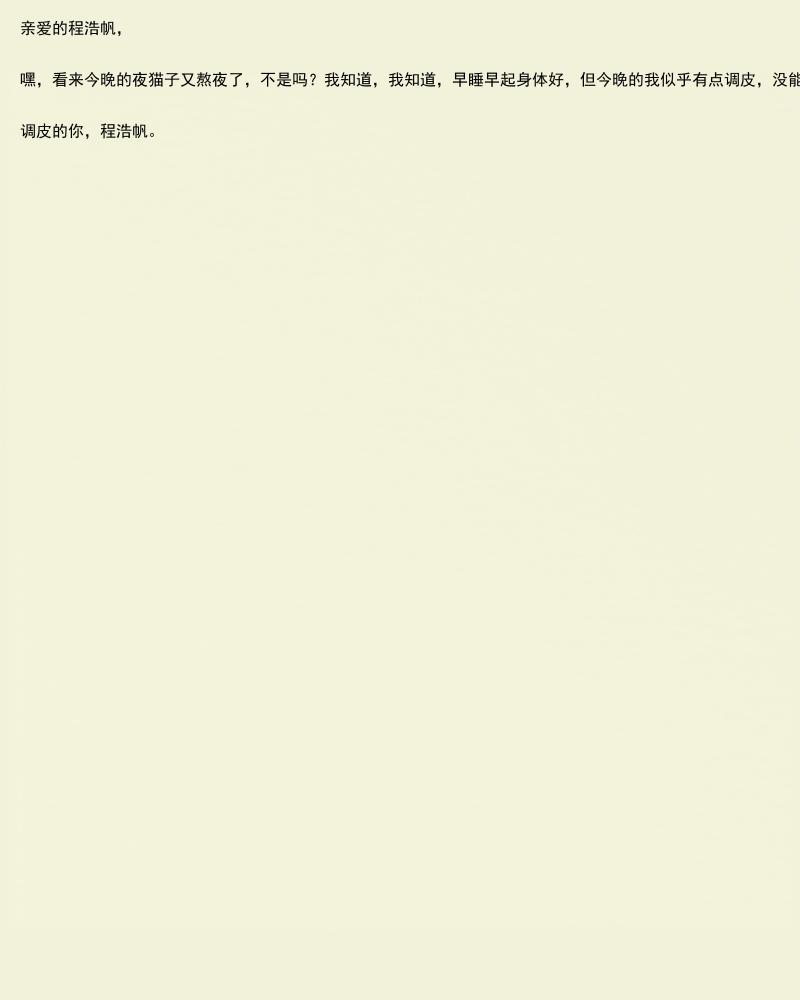 亲爱的程浩帆，
嘿，看来今晚的夜猫子又熬夜了，不是吗？我知道，我知道，早睡早起身体好，但今晚的我似乎有点调皮，没能
调皮的你，程浩帆。